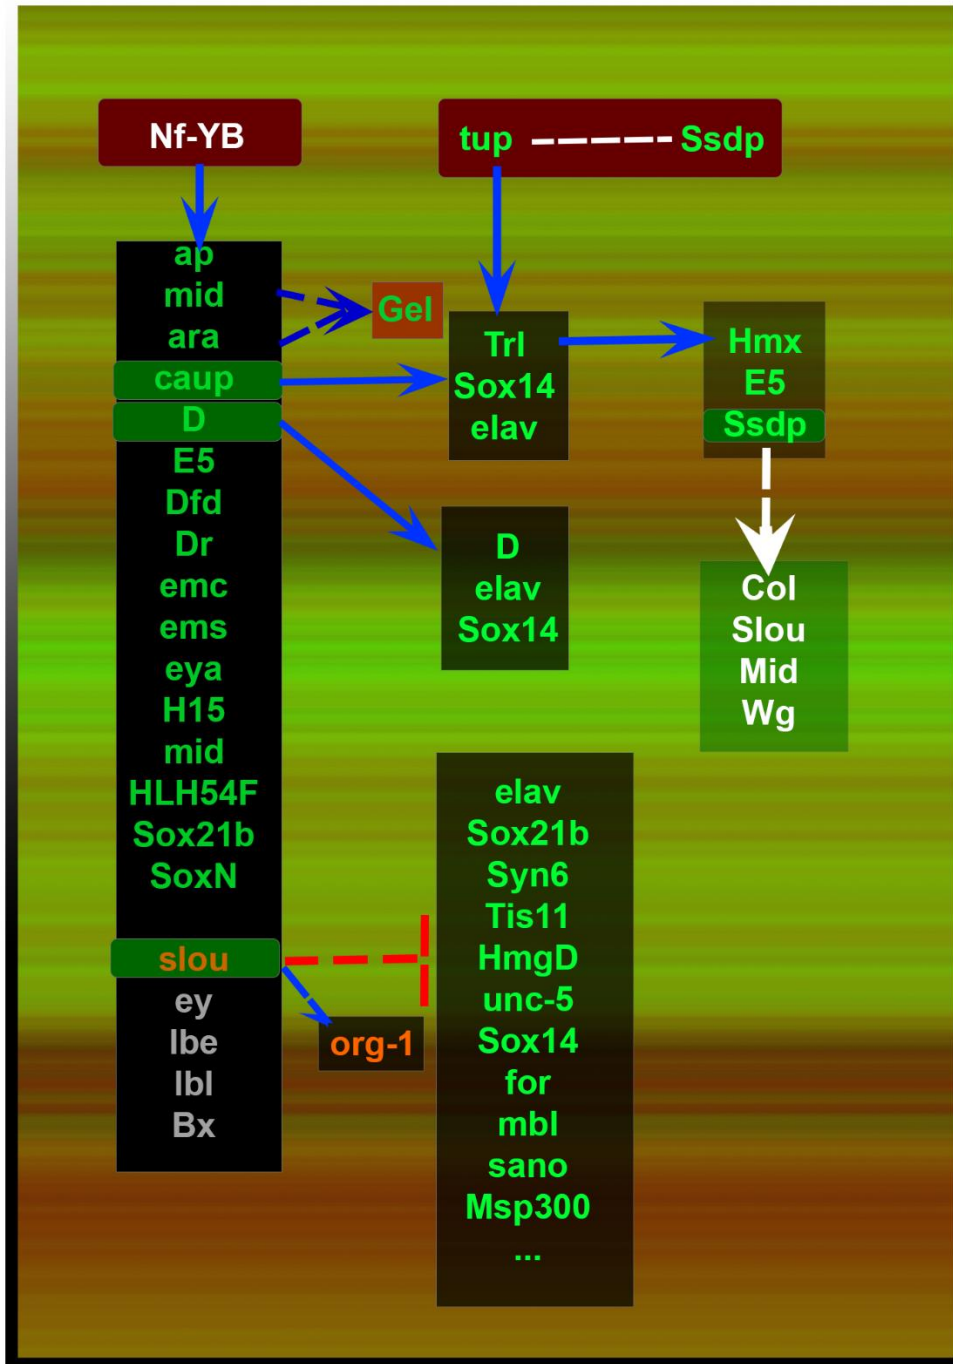 Nf-YB
tup Ssdp
ap
mid
ara
caup
D
E5
Dfd
Dr
emc
ems
eya
H15
mid
HLH54F
Sox21b
SoxN
slou
ey
lbe
lbl
Bx
Gel
org-1
Trl
Sox14
elav
D
elav
Sox14
elav
Sox21b
Syn6
Tis11
HmgD
unc-5
Sox14
for
mbl
sano
Msp300
...
Hmx
E5
Ssdp
Col
Slou
Mid
Wg